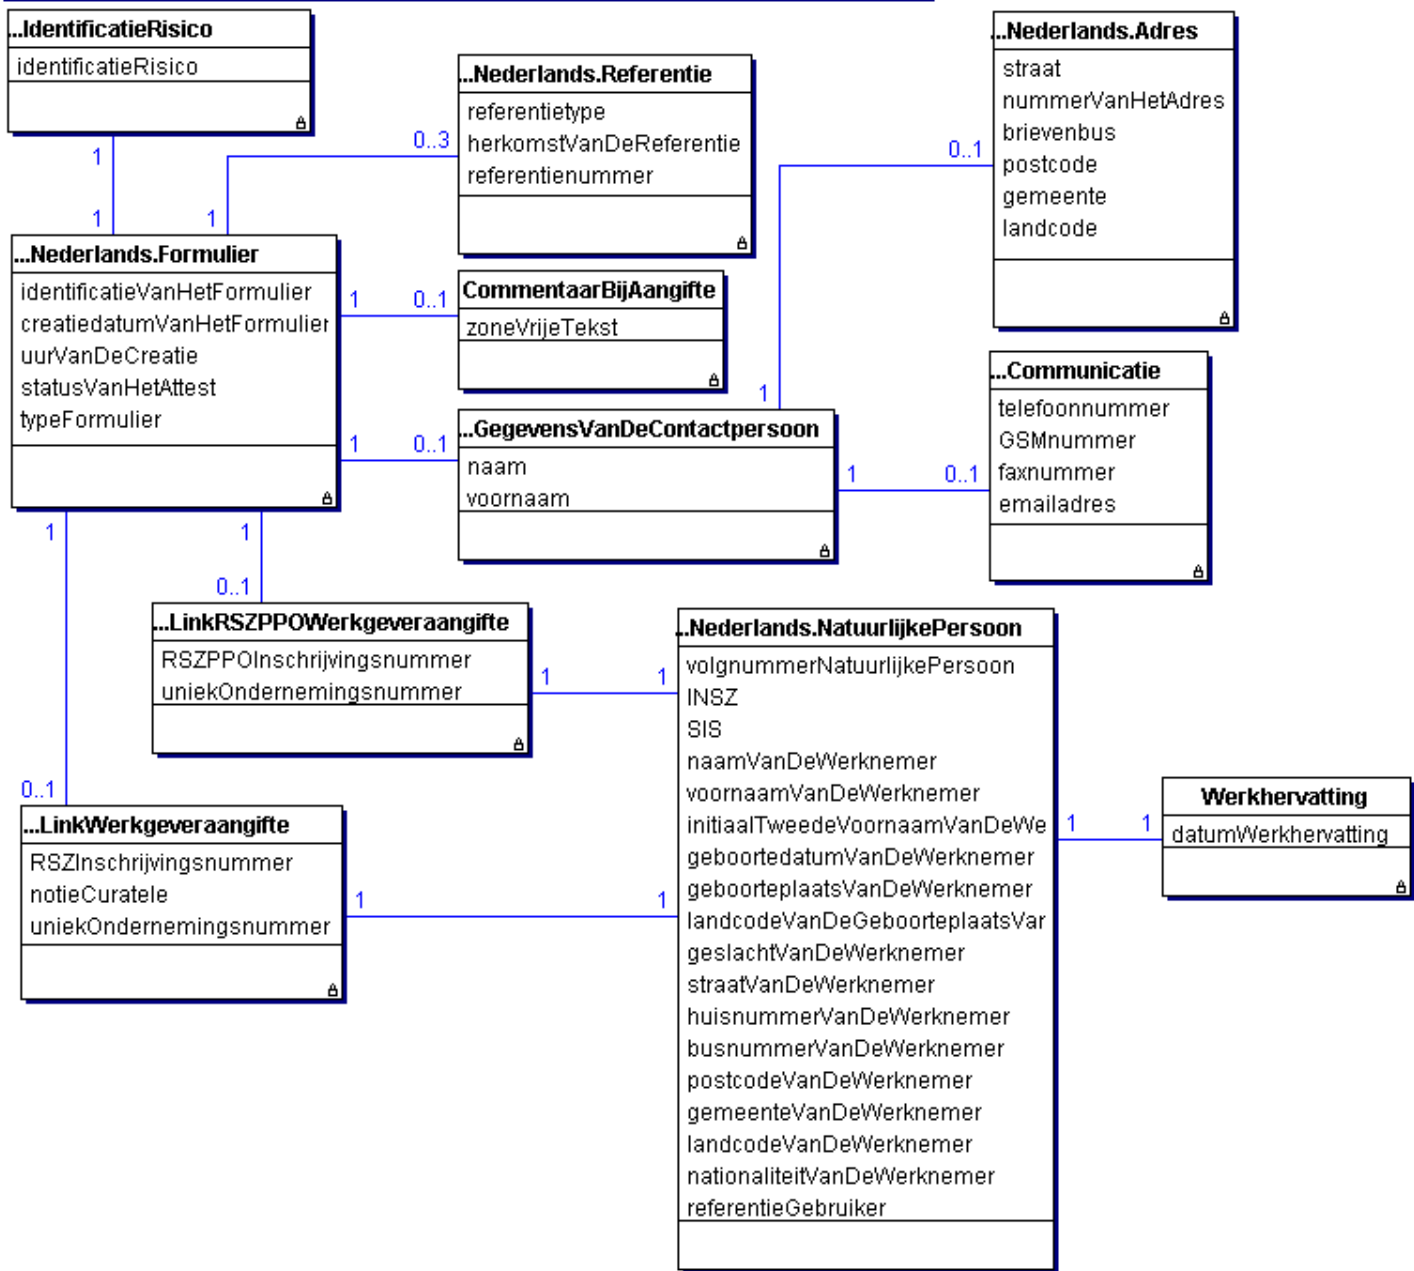 ...IdentificatieRisico
identificatieRisico
1
1
...Nederlands.Referentie
referentietype
herkomstVanDeReferentie
referentienummer
0..3
1
...Nederlands.Adres
straat
nummerVanHetAdres
brievenbus
postcode
gemeente
landcode
0..1
1
...Nederlands.Formulier
identificatieVanHetFormulier
creatiedatumVanHetFormulier
uurVanDeCreatie
statusVanHetAttest
typeFormulier
1
0..1
CommentaarBijAangifte
zoneVrijeTekst
1
0..1
...GegevensVanDeContactpersoon
naam
voornaam
1
0..1
...Communicatie
telefoonnummer
GSMnummer
faxnummer
emailadres
1
0..1
1
0..1
...LinkRSZPPOWerkgeveraangifte
RSZPPOInschrijvingsnummer
uniekOndernemingsnummer
1
1
...LinkWerkgeveraangifte
RSZInschrijvingsnummer
notieCuratele
uniekOndernemingsnummer
1
1
..Nederlands.NatuurlijkePersoon
volgnummerNatuurlijkePersoon
INSZ
SIS
naamVanDeWerknemer
voornaamVanDeWerknemer
initiaalTweedeVoornaamVanDeWe
geboortedatumVanDeWerknemer
geboorteplaatsVanDeWerknemer
landcodeVanDeGeboorteplaatsVar
geslachtVanDeWerknemer
straatVanDeWerknemer
huisnummerVanDeWerknemer
busnummerVanDeWerknemer
postcodeVanDeWerknemer
gemeenteVanDeWerknemer
landcodeVanDeWerknemer
nationaliteitVanDeWerknemer
referentieGebruiker
1
1
Werkhervatting
datumWerkhervatting